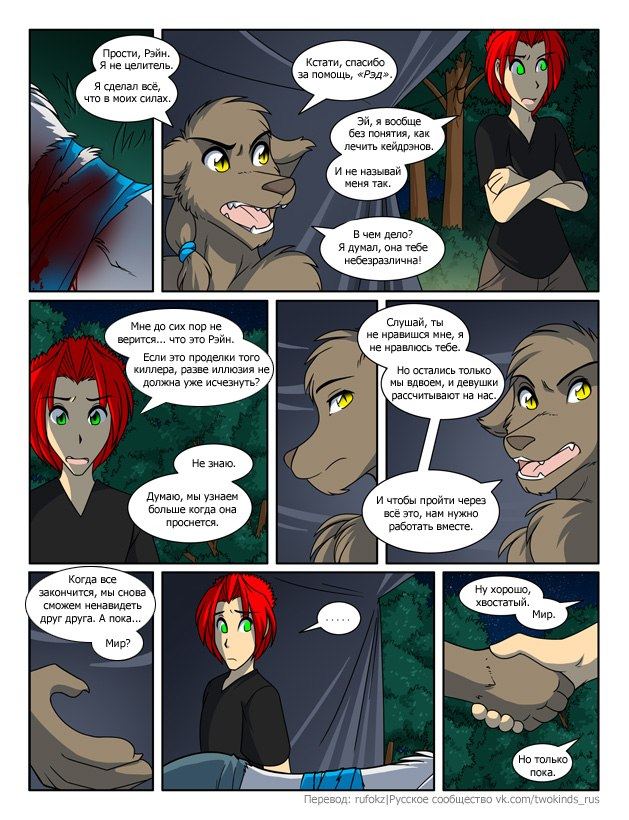 Прости, Рэйн.
Я не целитель.
Я сделал всё,
что в моих силах.
Кстати, спасибо
за помощь, «Рэд».
Эй, я вообще
без понятия, как
лечить кейдрэнов.
И не называй
меня так.
В чем дело?
Я думал, она тебе
небезразлична!
Мне до сих пор не
верится... что это Рэйн.
Если это проделки того
киллера, разве иллюзия не
должна уже исчезнуть?
Не знаю.
Думаю, мы узнаем
больше когда она
проснется.
Слушай, ты
не нравишся мне, я
не нравлюсь тебе.
Но остались только
мы вдвоем, и девушки
рассчитывают на нас.
И чтобы пройти через
всё это, нам нужно
работать вместе.
Когда все
закончится, мы снова
сможем ненавидеть
друг друга. А пока...
Мир?
. . . . .
Ну хорошо,
хвостатый.
Мир.
Но только
пока.
Перевод: rufokz|Русское сообщество vk.com/twokinds_rus